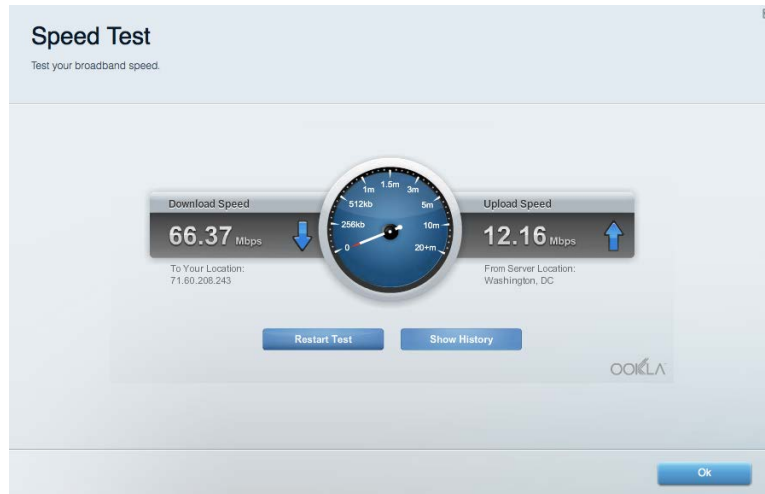 Speed Test
Test your broadband speed.
Download Speed
66.37 Mbps
To Your Location:
71.60.208.243
0
256kb
512kb
1m
1.5m
3m
5m
10m
20+m
Upload Speed
12.16 Mbps
From Server Location:
Washington, DC
Restart Test
Show History
OOKLA
Ok